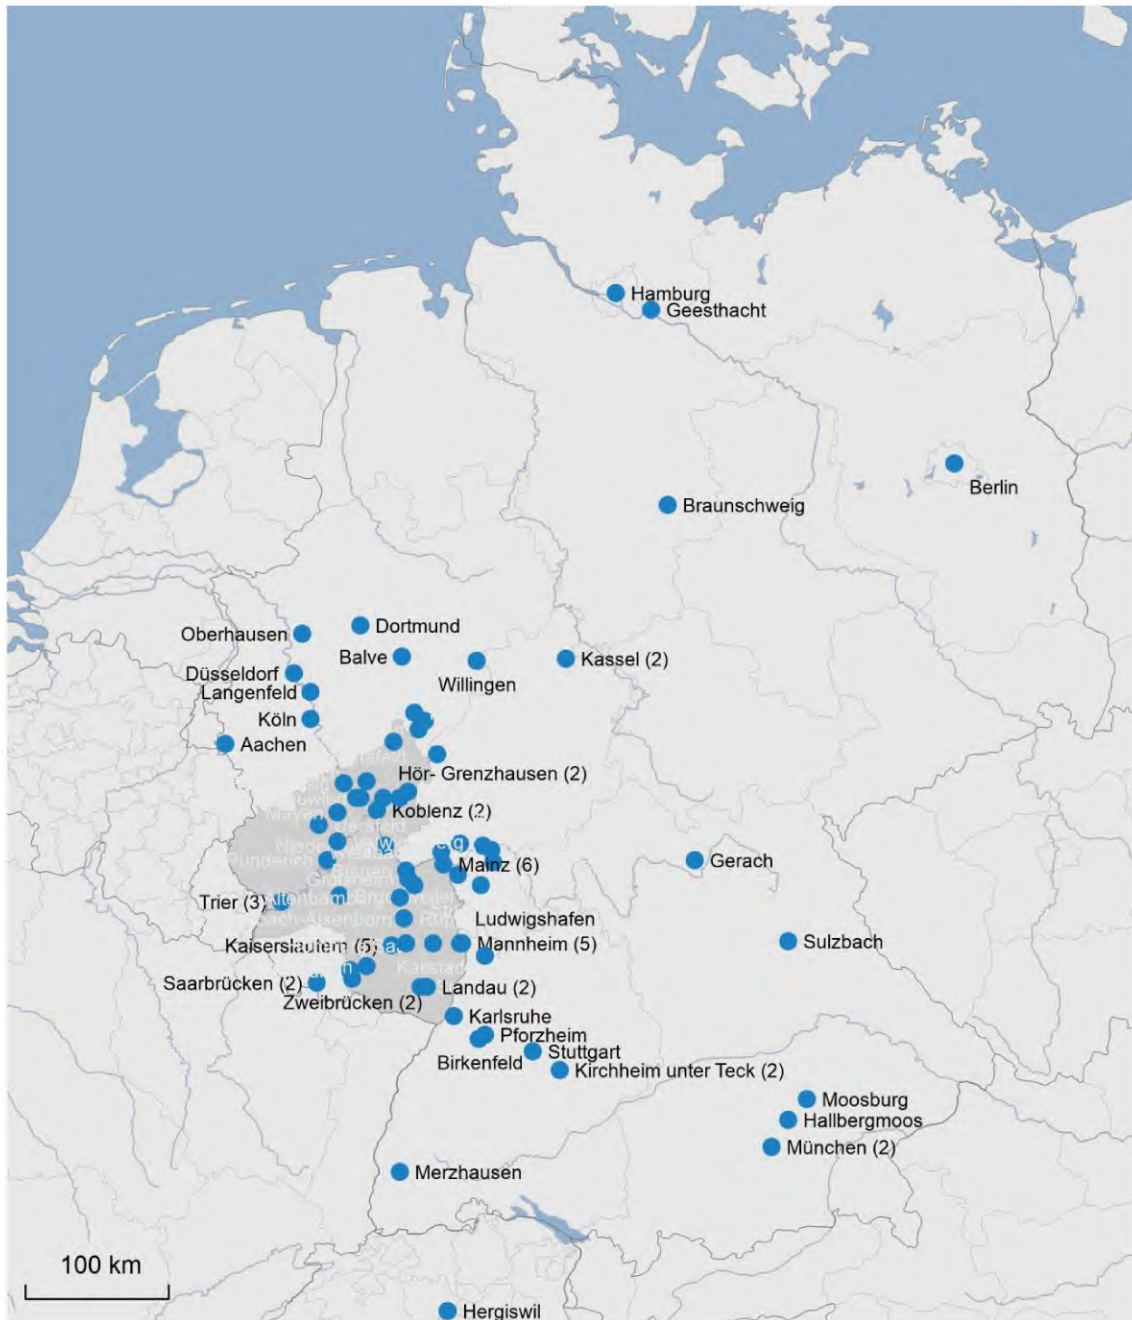 Hamburg
Geesthacht
Berlin
Braunschweig
Dortmund
Oberhausen
Balve
Kassel (2)
Düsseldorf
Willingen
Langenfeld
Köln
Aachen
Hör- Grenzhausen (2)
Koblenz (2)
Mainz (6)
Gerach
Trier (3)
Ludwigshafen
Kaiserslautern (5)
Mannheim (5)
Sulzbach
Saarbrücken (2)
Landau (2)
Zweibrücken (2)
Karlsruhe
Pforzheim
Birkenfeld
Stuttgart
Kirchheim unter Teck (2)
Moosburg
Hallbergmoos
München (2)
Merzhausen
100 km
Hergiswil